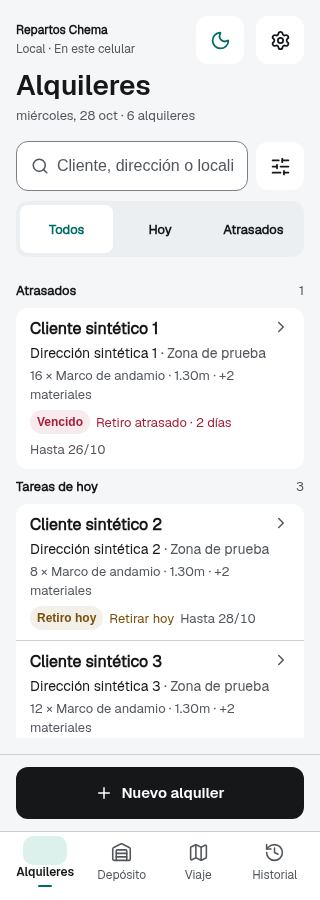 Repartos Chema
Local · En este celular
Alquileres
miércoles, 28 oct · 6 alquileres
Cliente, dirección o locali
Todos
Hoy
Atrasados
Atrasados
1
Cliente sintético 1
Dirección sintética 1 · Zona de prueba
16 × Marco de andamio · 1.30m · +2
materiales
Vencido
Retiro atrasado · 2 días
Hasta 26/10
Tareas de hoy
3
Cliente sintético 2
Dirección sintética 2 · Zona de prueba
8 × Marco de andamio · 1.30m · +2
materiales
Retiro hoy
Retirar hoy
Hasta 28/10
Cliente sintético 3
Dirección sintética 3 · Zona de prueba
12 × Marco de andamio · 1.30m · +2
materiales
Nuevo alquiler
Alquileres
Depósito
Viaje
Historial